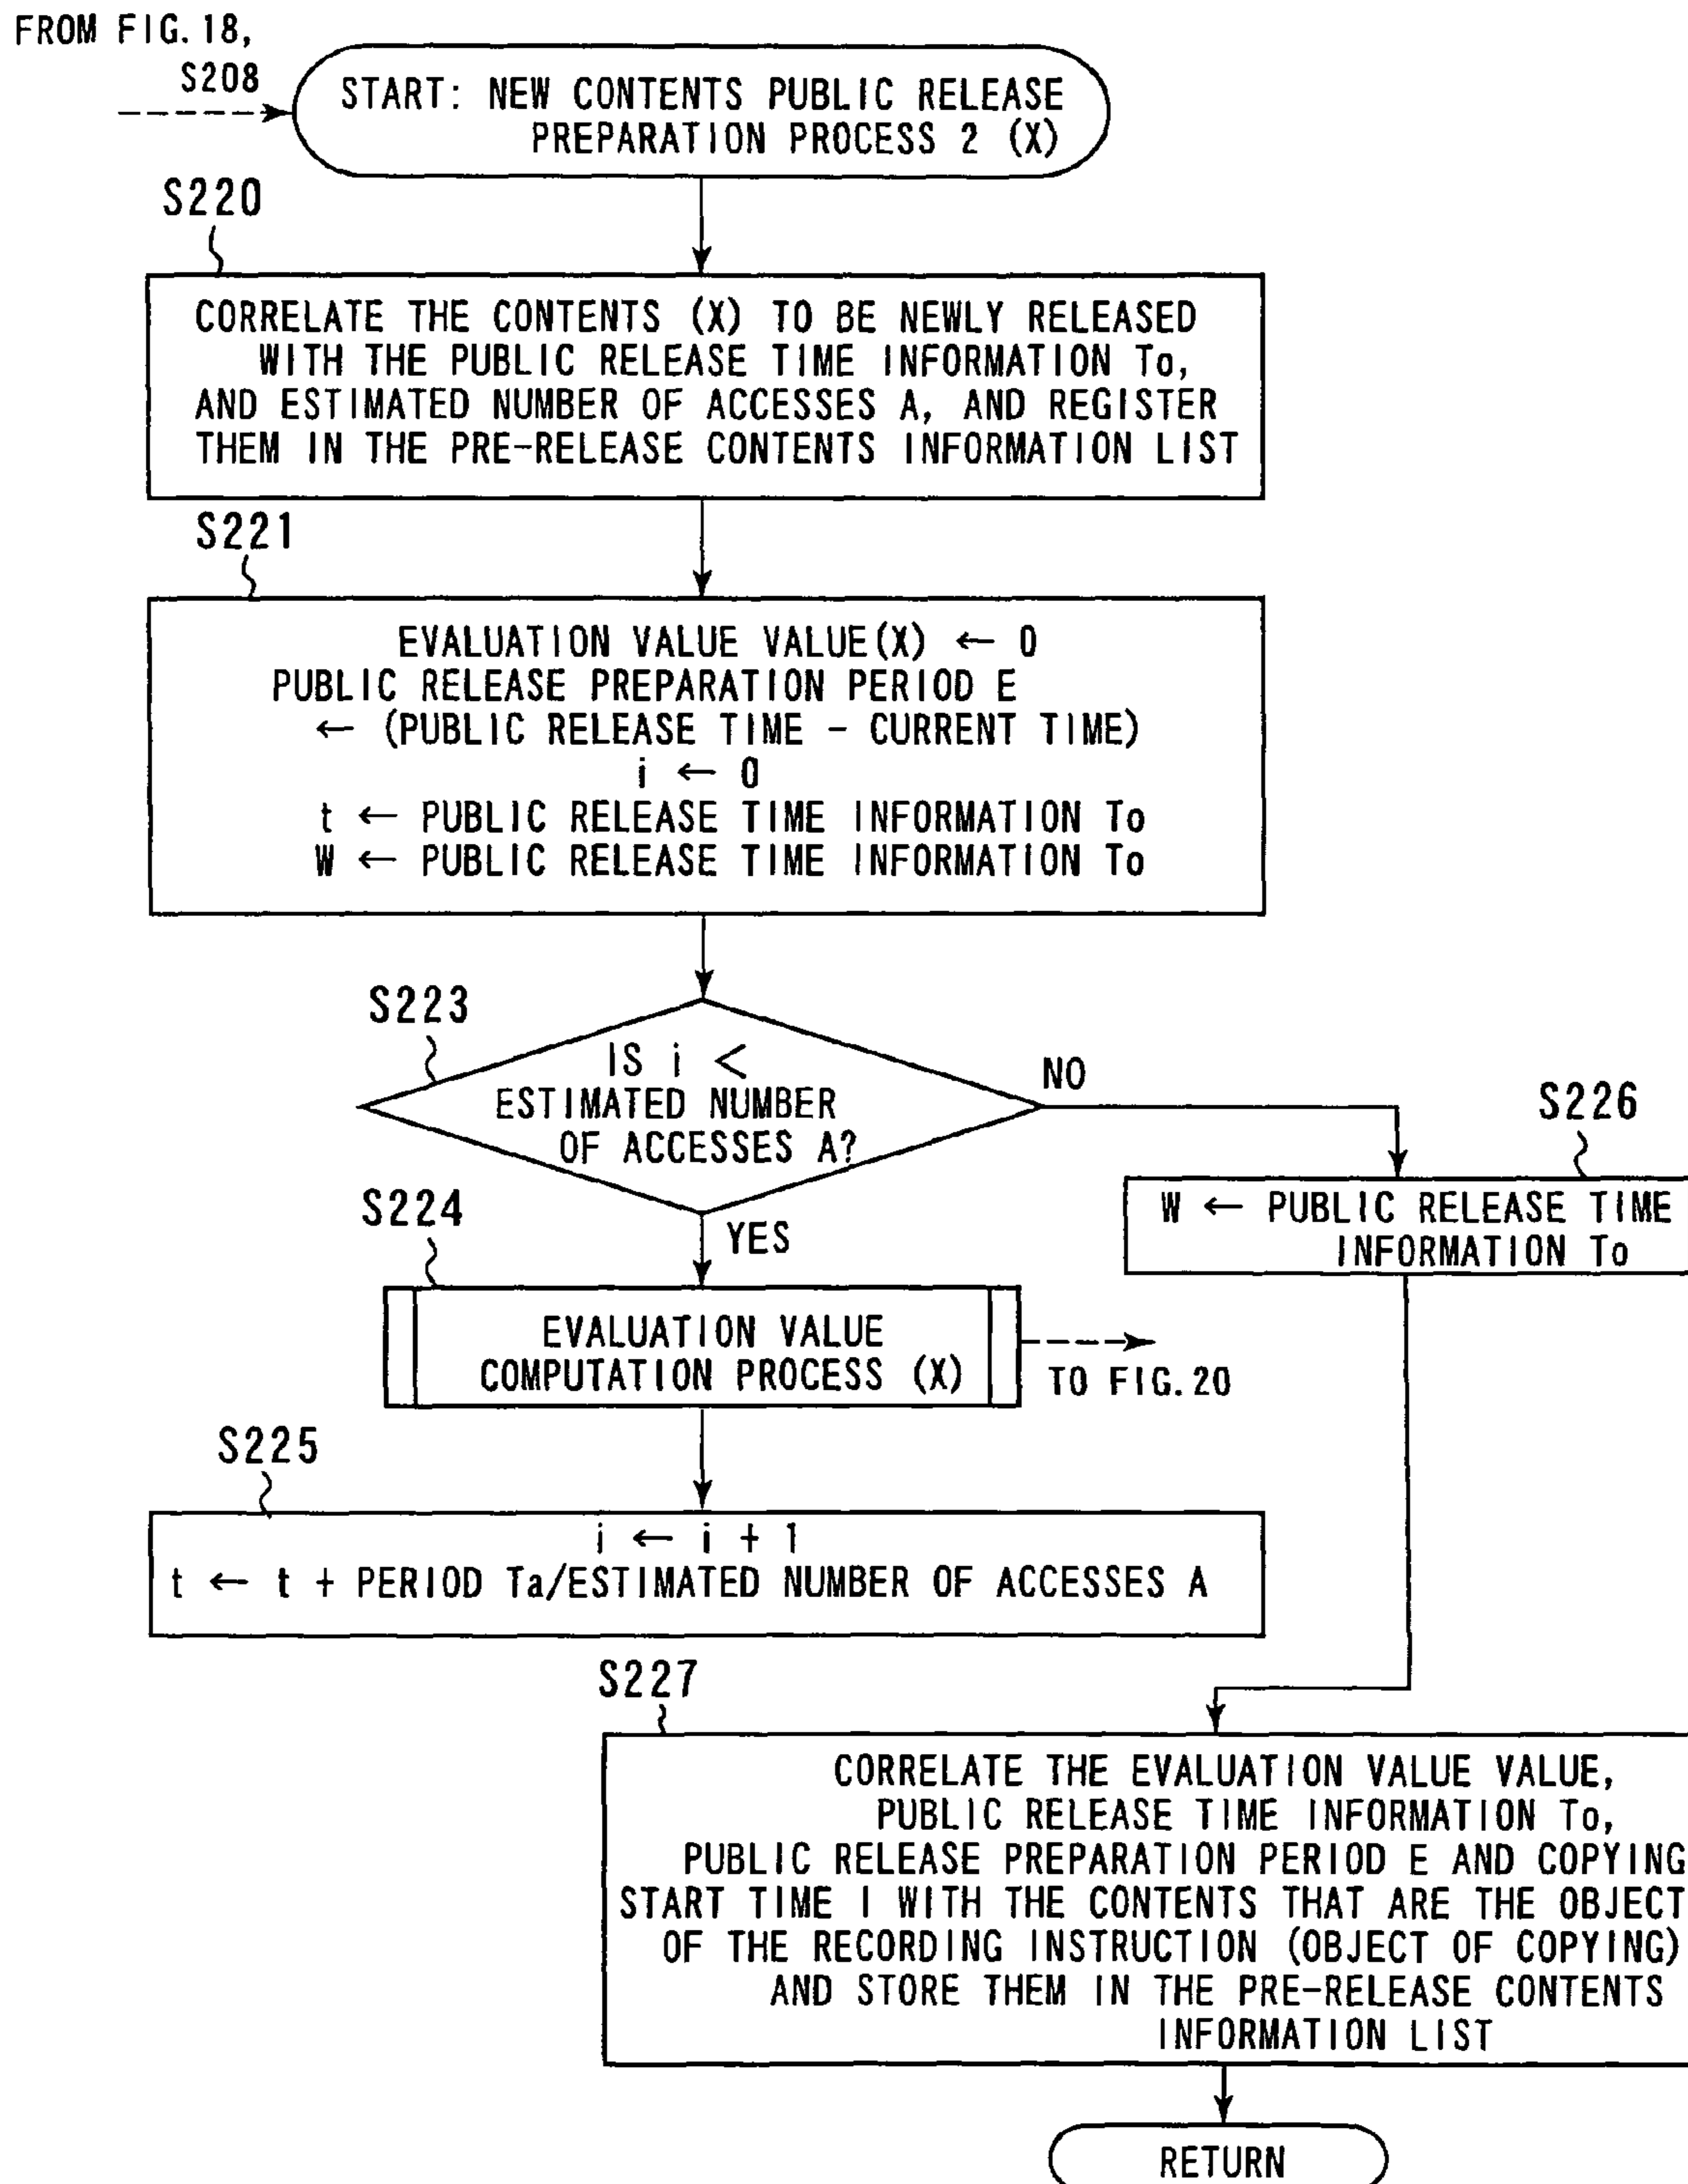 FROM FIG.18,
S208
START: NEW CONTENTS PUBLIC RELEASE
PREPARATION PROCESS 2 (X)
S220
CORRELATE THE CONTENTS (X) TO BE NEWLY RELEASED
WITH THE PUBLIC RELEASE TIME INFORMATION To,
AND ESTIMATED NUMBER OF ACCESSES A, AND REGISTER
THEM IN THE PRE-RELEASE CONTENTS INFORMATION LIST
S221
EVALUATION VALUE VALUE(X) ← 0
PUBLIC RELEASE PREPARATION PERIOD E
← (PUBLIC RELEASE TIME - CURRENT TIME)
i ← 0
t ← PUBLIC RELEASE TIME INFORMATION To
W ← PUBLIC RELEASE TIME INFORMATION To
S223
IS i <
ESTIMATED NUMBER
OF ACCESSES A?
NO
S226
W ← PUBLIC RELEASE TIME
INFORMATION To
YES
S224
EVALUATION VALUE
COMPUTATION PROCESS (X)
TO FIG.20
S225
i ← i + 1
t ← t + PERIOD Ta/ESTIMATED NUMBER OF ACCESSES A
S227
CORRELATE THE EVALUATION VALUE VALUE,
PUBLIC RELEASE TIME INFORMATION To,
PUBLIC RELEASE PREPARATION PERIOD E AND COPYING
START TIME I WITH THE CONTENTS THAT ARE THE OBJECT
OF THE RECORDING INSTRUCTION (OBJECT OF COPYING)
AND STORE THEM IN THE PRE-RELEASE CONTENTS
INFORMATION LIST
RETURN